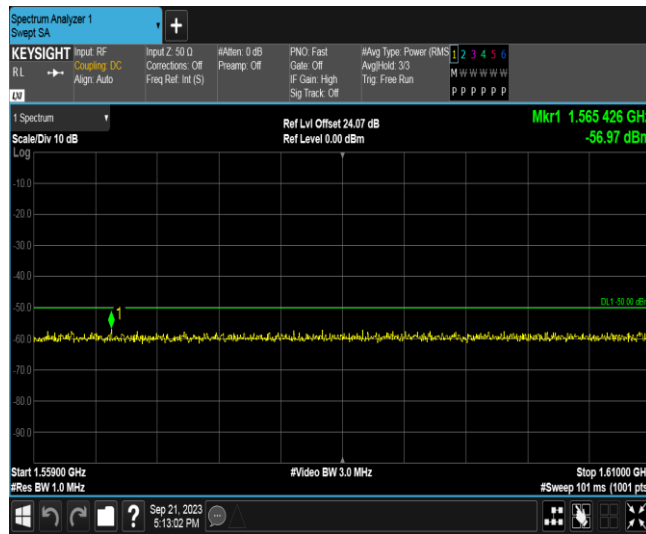 Spectrum Analyzer 1
Swept SA
+
KEYSIGHT
RL
LXI
Input: RF
Coupling: DC
Align: Auto
Input Z: 50 Ω
Corrections: Off
Freq Ref: Int (S)
#Atten: 0 dB
Preamp: Off
PNO: Fast
Gate: Off
IF Gain: High
Sig Track: Off
#Avg Type: Power (RMS
Avg|Hold: 3/3
Trig: Free Run
1 2 3 4 5 6
M W W W W W
P P P P P P
1 Spectrum
Scale/Div 10 dB
Log
Ref Lvl Offset 24.07 dB
Ref Level 0.00 dBm
Mkr1 1.565 426 GHz
-56.97 dBm
-10.0
-20.0
-30.0
-40.0
-50.0
-60.0
-70.0
-80.0
-90.0
DL1 -50.00 dBm
1
Start 1.55900 GHz
#Res BW 1.0 MHz
#Video BW 3.0 MHz
Stop 1.61000 GHz
#Sweep 101 ms (1001 pts
?
Sep 21, 2023
5:13:02 PM